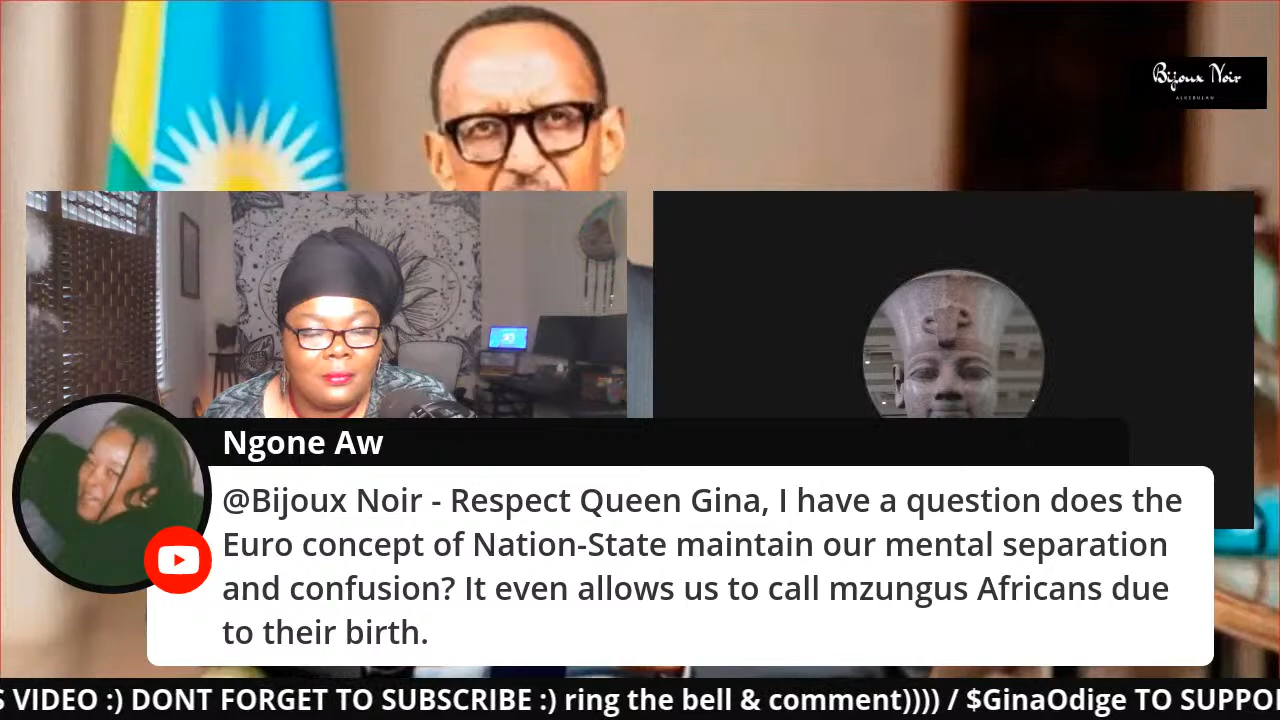 Bijoux Noir
ALKEBULAN
Ngone Aw
@Bijoux Noir - Respect Queen Gina, I have a question does the
Euro concept of Nation-State maintain our mental separation
and confusion? It even allows us to call mzungus Africans due
to their birth.
VIDEO :) DONT FORGET TO SUBSCRIBE :) ring the bell & comment)))) / $GinaOdige TO